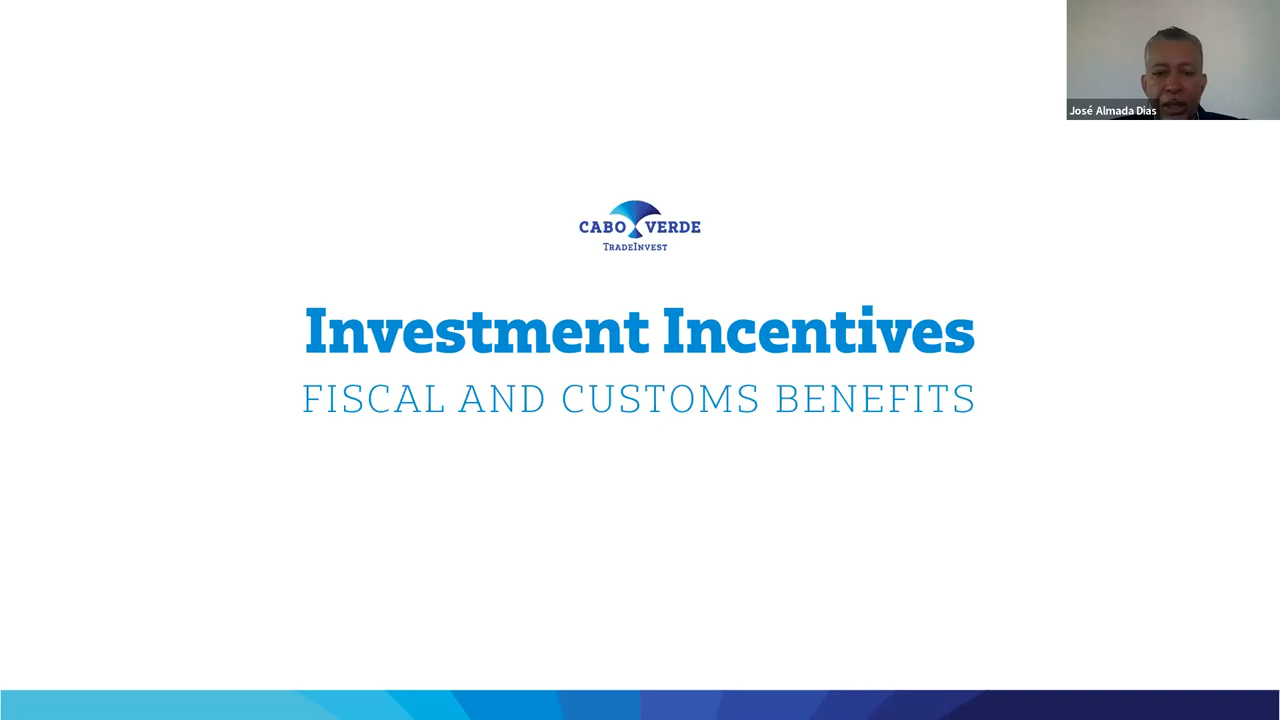 José Almada Dias
CABO VERDE
TRADEINVEST
Investment Incentives
FISCAL AND CUSTOMS BENEFITS